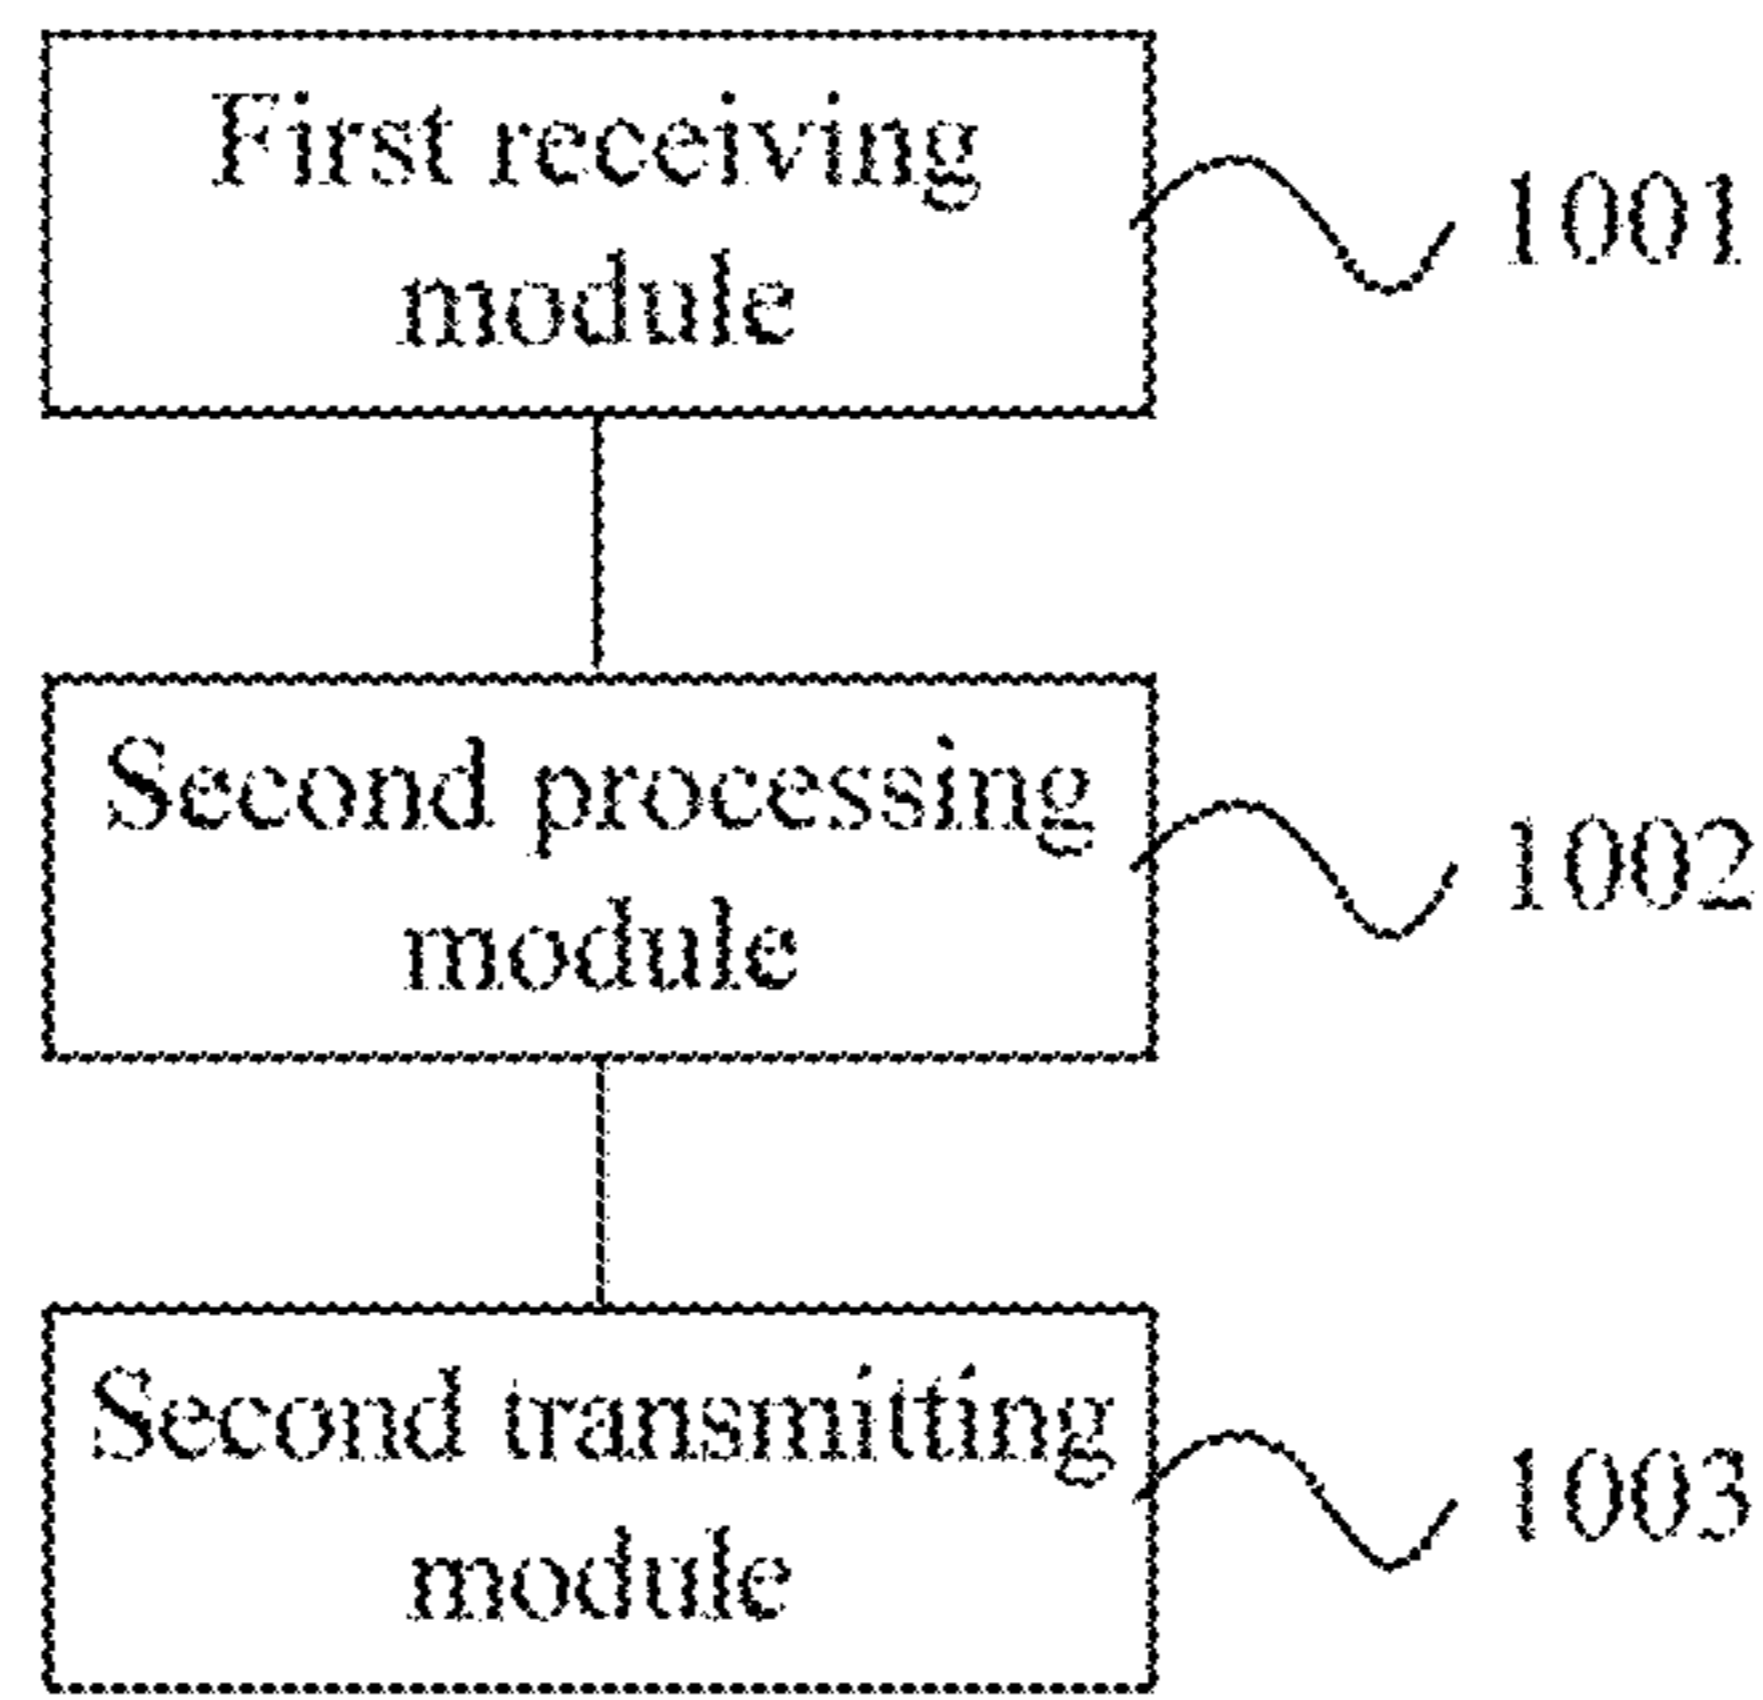 First receiving
module
1001
Second processing
module
1002
Second transmitting
module
1003